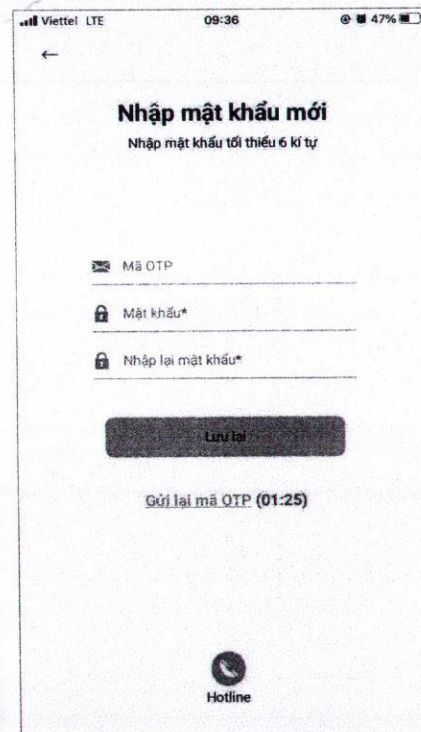 Viettel LTE 09:36 47%
Nhập mật khẩu mới
Nhập mật khẩu tối thiểu 6 kí tự
Mã OTP
Mật khẩu*
Nhập lại mật khẩu*
Lưu lại
Gửi lại mã OTP (01:25)
Hotline